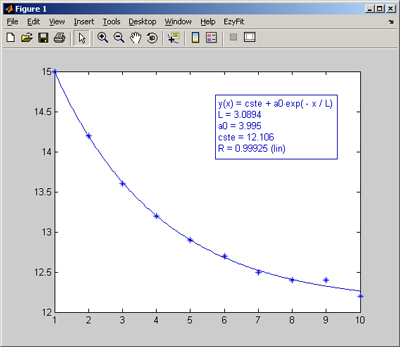 Figure 1
File Edit View Insert Tools Desktop Window Help EzyFit
15
14.5
14
13.5
13
12.5
12
1 2 3 4 5 6 7 8 9 10
y(x) = cste + a0·exp( - x / L)
L = 3.0894
a0 = 3.995
cste = 12.106
R = 0.99925 (lin)